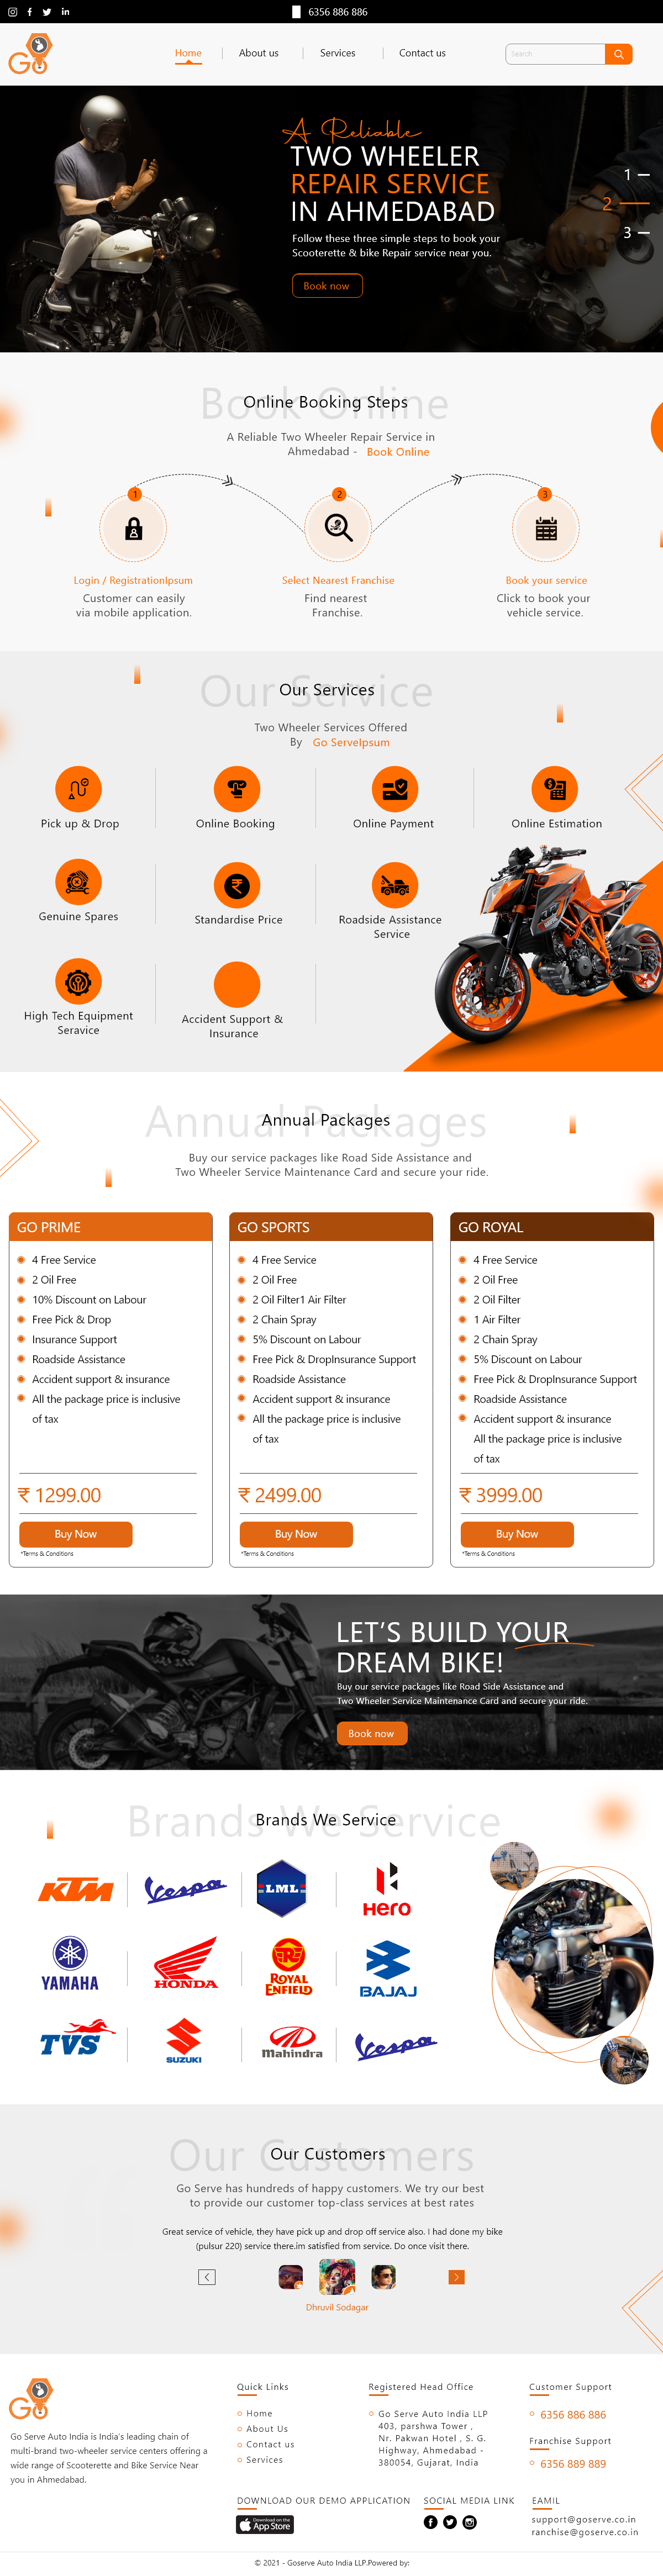 6356 886 886
Go
Home
About us
Services
Contact us
Search
A Reliable
TWO WHEELER
REPAIR SERVICE
IN AHMEDABAD
Follow these three simple steps to book your
Scooterette & bike Repair service near you.
Book now
1
2
3
Book Online
Online Booking Steps
A Reliable Two Wheeler Repair Service in
Ahmedabad - Book Online
1
2
3
Login / RegistrationIpsum
Customer can easily
via mobile application.
Select Nearest Franchise
Find nearest
Franchise.
Book your service
Click to book your
vehicle service.
Our Service
Our Services
Two Wheeler Services Offered
By Go ServeIpsum
Pick up & Drop
Online Booking
Online Payment
Online Estimation
Genuine Spares
Standardise Price
Roadside Assistance
Service
High Tech Equipment
Seravice
Accident Support &
Insurance
Annual Packages
Annual Packages
Buy our service packages like Road Side Assistance and
Two Wheeler Service Maintenance Card and secure your ride.
GO PRIME
4 Free Service
2 Oil Free
10% Discount on Labour
Free Pick & Drop
Insurance Support
Roadside Assistance
Accident support & insurance
All the package price is inclusive
of tax
₹ 1299.00
Buy Now
*Terms & Conditions
GO SPORTS
4 Free Service
2 Oil Free
2 Oil Filter1 Air Filter
2 Chain Spray
5% Discount on Labour
Free Pick & DropInsurance Support
Roadside Assistance
Accident support & insurance
All the package price is inclusive
of tax
₹ 2499.00
Buy Now
*Terms & Conditions
GO ROYAL
4 Free Service
2 Oil Free
2 Oil Filter
1 Air Filter
2 Chain Spray
5% Discount on Labour
Free Pick & DropInsurance Support
Roadside Assistance
Accident support & insurance
All the package price is inclusive
of tax
₹ 3999.00
Buy Now
*Terms & Conditions
LET'S BUILD YOUR
DREAM BIKE!
Buy our service packages like Road Side Assistance and
Two Wheeler Service Maintenance Card and secure your ride.
Book now
Brands We Service
Brands We Service
KTM
Vespa
LML
Hero
YAMAHA
HONDA
ROYAL
ENFIELD
BAJAJ
TVS
SUZUKI
Mahindra
Vespa
Our Customers
Our Customers
Go Serve has hundreds of happy customers. We try our best
to provide our customer top-class services at best rates
Great service of vehicle, they have pick up and drop off service also. I had done my bike
(pulsur 220) service there.im satisfied from service. Do once visit there.
Dhruvil Sodagar
Go
Go Serve Auto India is India's leading chain of
multi-brand two-wheeler service centers offering a
wide range of Scooterette and Bike Service Near
you in Ahmedabad.
Quick Links
Home
About Us
Contact us
Services
Registered Head Office
Go Serve Auto India LLP
403, parshwa Tower ,
Nr. Pakwan Hotel , S. G.
Highway, Ahmedabad -
380054, Gujarat, India
Customer Support
6356 886 886
Franchise Support
6356 889 889
DOWNLOAD OUR DEMO APPLICATION
Download on the
App Store
SOCIAL MEDIA LINK
EAMIL
support@goserve.co.in
ranchise@goserve.co.in
© 2021 - Goserve Auto India LLP.Powered by: